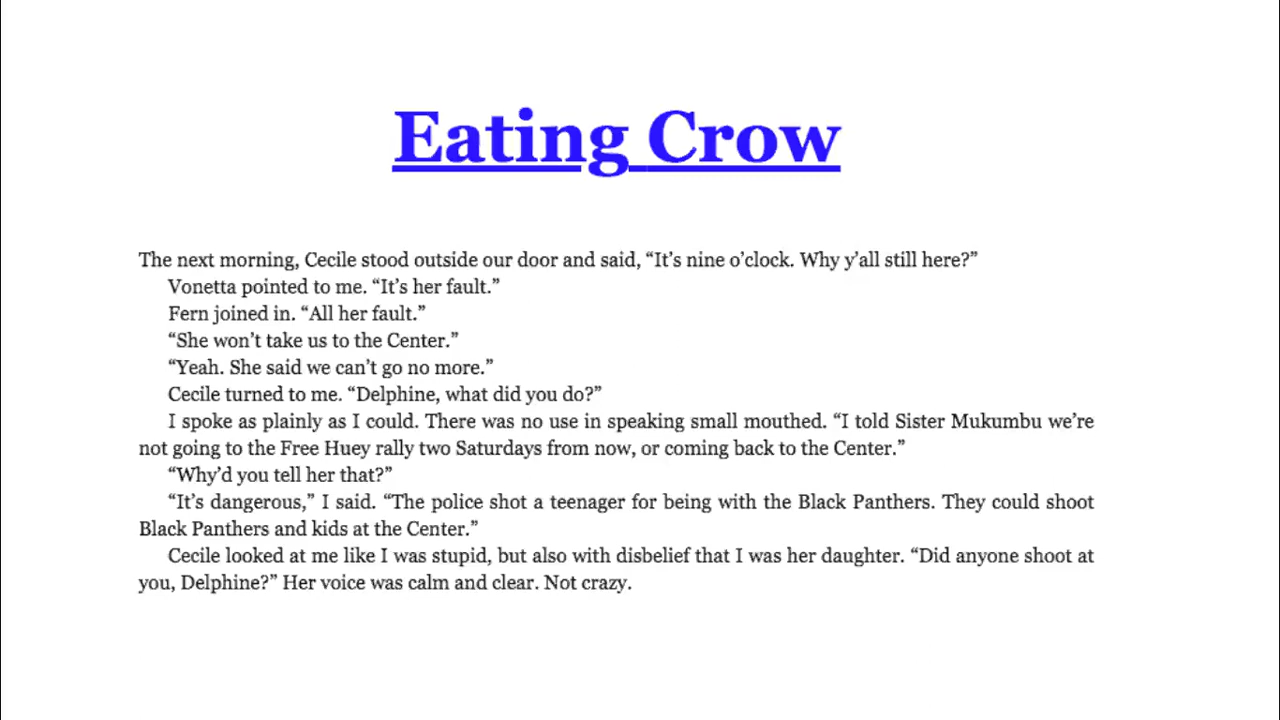 Eating Crow
The next morning, Cecile stood outside our door and said, “It’s nine o’clock. Why y’all still here?”
Vonetta pointed to me. “It’s her fault.”
Fern joined in. “All her fault.”
“She won’t take us to the Center.”
“Yeah. She said we can’t go no more.”
Cecile turned to me. “Delphine, what did you do?”
I spoke as plainly as I could. There was no use in speaking small mouthed. “I told Sister Mukumbu we’re
not going to the Free Huey rally two Saturdays from now, or coming back to the Center.”
“Why’d you tell her that?”
“It’s dangerous,” I said. “The police shot a teenager for being with the Black Panthers. They could shoot
Black Panthers and kids at the Center.”
Cecile looked at me like I was stupid, but also with disbelief that I was her daughter. “Did anyone shoot at
you, Delphine?” Her voice was calm and clear. Not crazy.